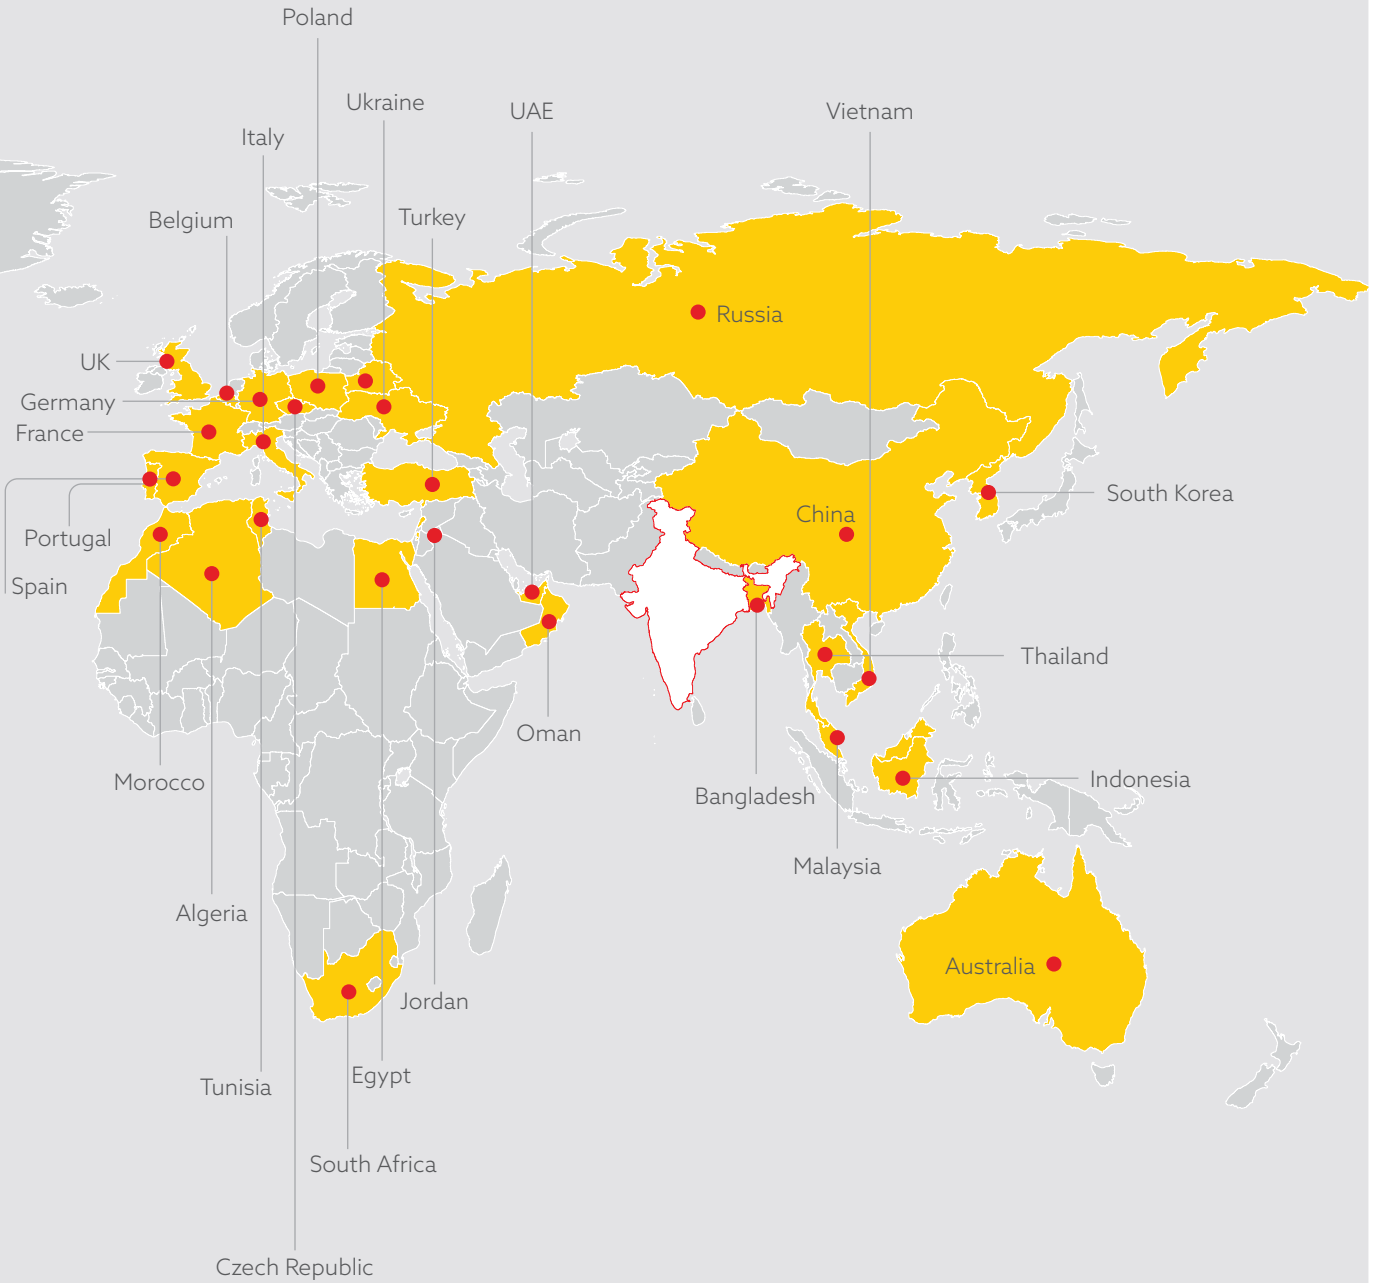 Poland
Ukraine
UAE
Vietnam
Italy
Belgium
Turkey
Russia
UK
Germany
France
South Korea
China
Portugal
Spain
Thailand
Oman
Morocco
Bangladesh
Indonesia
Malaysia
Algeria
Australia
Jordan
Tunisia
Egypt
South Africa
Czech Republic